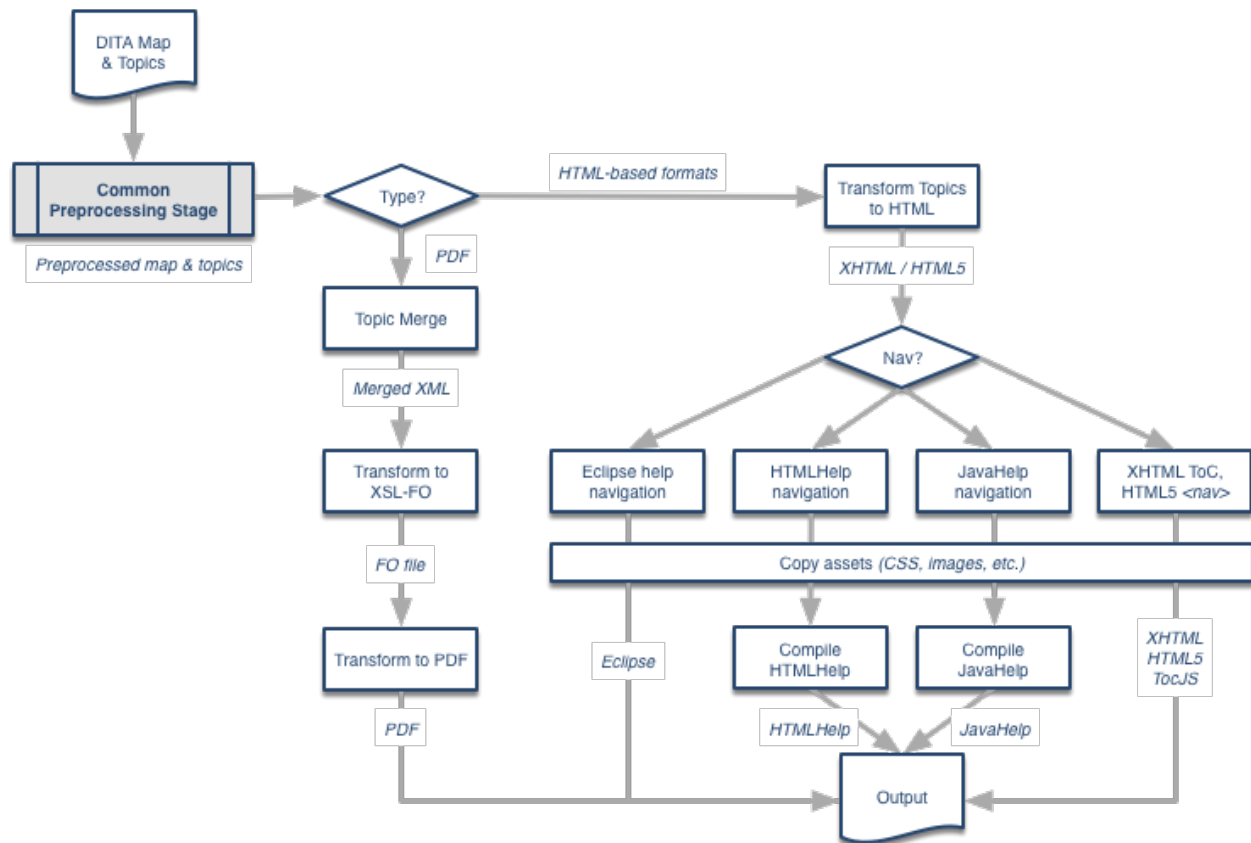 DITA Map
& Topics
Common
Preprocessing Stage
Preprocessed map & topics
Type?
HTML-based formats
Transform Topics
to HTML
PDF
XHTML / HTML5
Topic Merge
Nav?
Merged XML
Transform to
XSL-FO
Eclipse help
navigation
HTMLHelp
navigation
JavaHelp
navigation
XHTML ToC,
HTML5 <nav>
FO file
Copy assets (CSS, images, etc.)
Transform to PDF
Eclipse
Compile
HTMLHelp
Compile
JavaHelp
XHTML
HTML5
TocJS
PDF
HTMLHelp
JavaHelp
Output